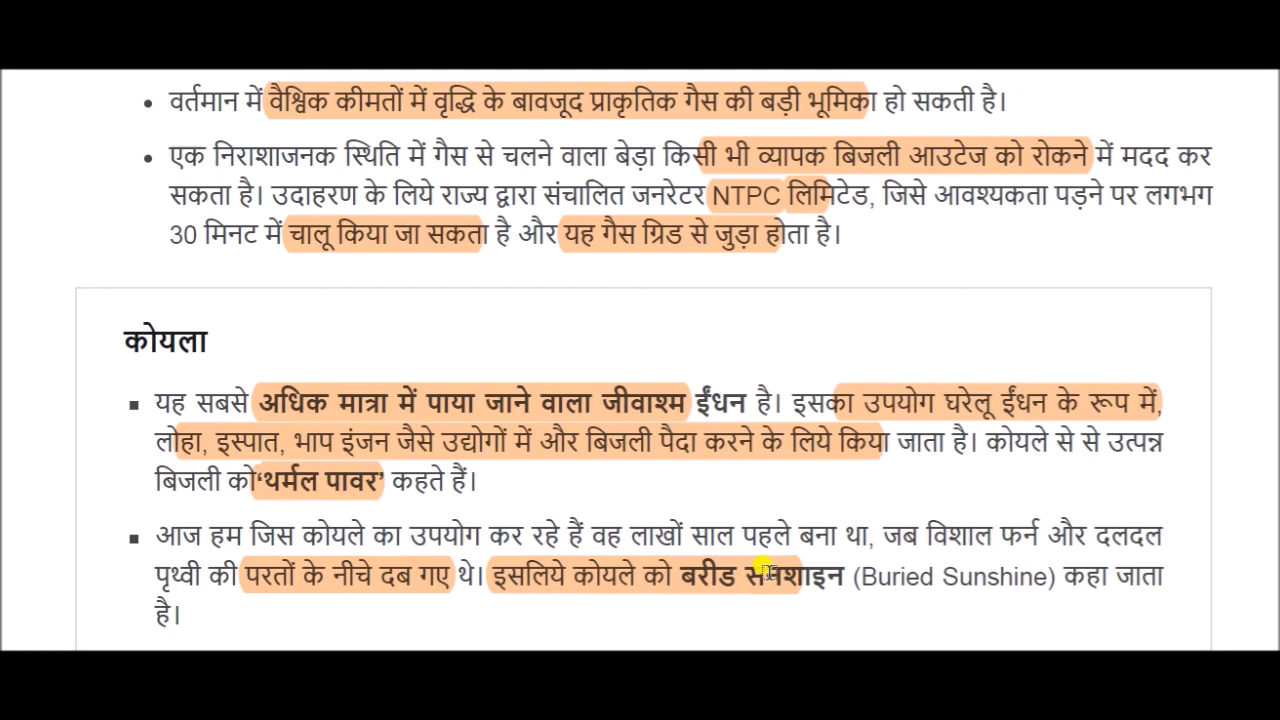 वर्तमान में वैश्विक कीमतों में वृद्धि के बावजूद प्राकृतिक गैस की बड़ी भूमिका हो सकती है।
एक निराशाजनक स्थिति में गैस से चलने वाला बेड़ा किसी भी व्यापक बिजली आउटेज को रोकने में मदद कर
सकता है। उदाहरण के लिये राज्य द्वारा संचालित जनरेटर NTPC लिमिटेड, जिसे आवश्यकता पड़ने पर लगभग
30 मिनट में चालू किया जा सकता है और यह गैस ग्रिड से जुड़ा होता है।
कोयला
यह सबसे अधिक मात्रा में पाया जाने वाला जीवाश्म ईंधन है। इसका उपयोग घरेलू ईंधन के रूप में,
लोहा, इस्पात, भाप इंजन जैसे उद्योगों में और बिजली पैदा करने के लिये किया जाता है। कोयले से से उत्पन्न
बिजली को ‘थर्मल पावर’ कहते हैं।
आज हम जिस कोयले का उपयोग कर रहे हैं वह लाखों साल पहले बना था, जब विशाल फर्न और दलदल
पृथ्वी की परतों के नीचे दब गए थे। इसलिये कोयले को बरीड सनशाइन (Buried Sunshine) कहा जाता
है।